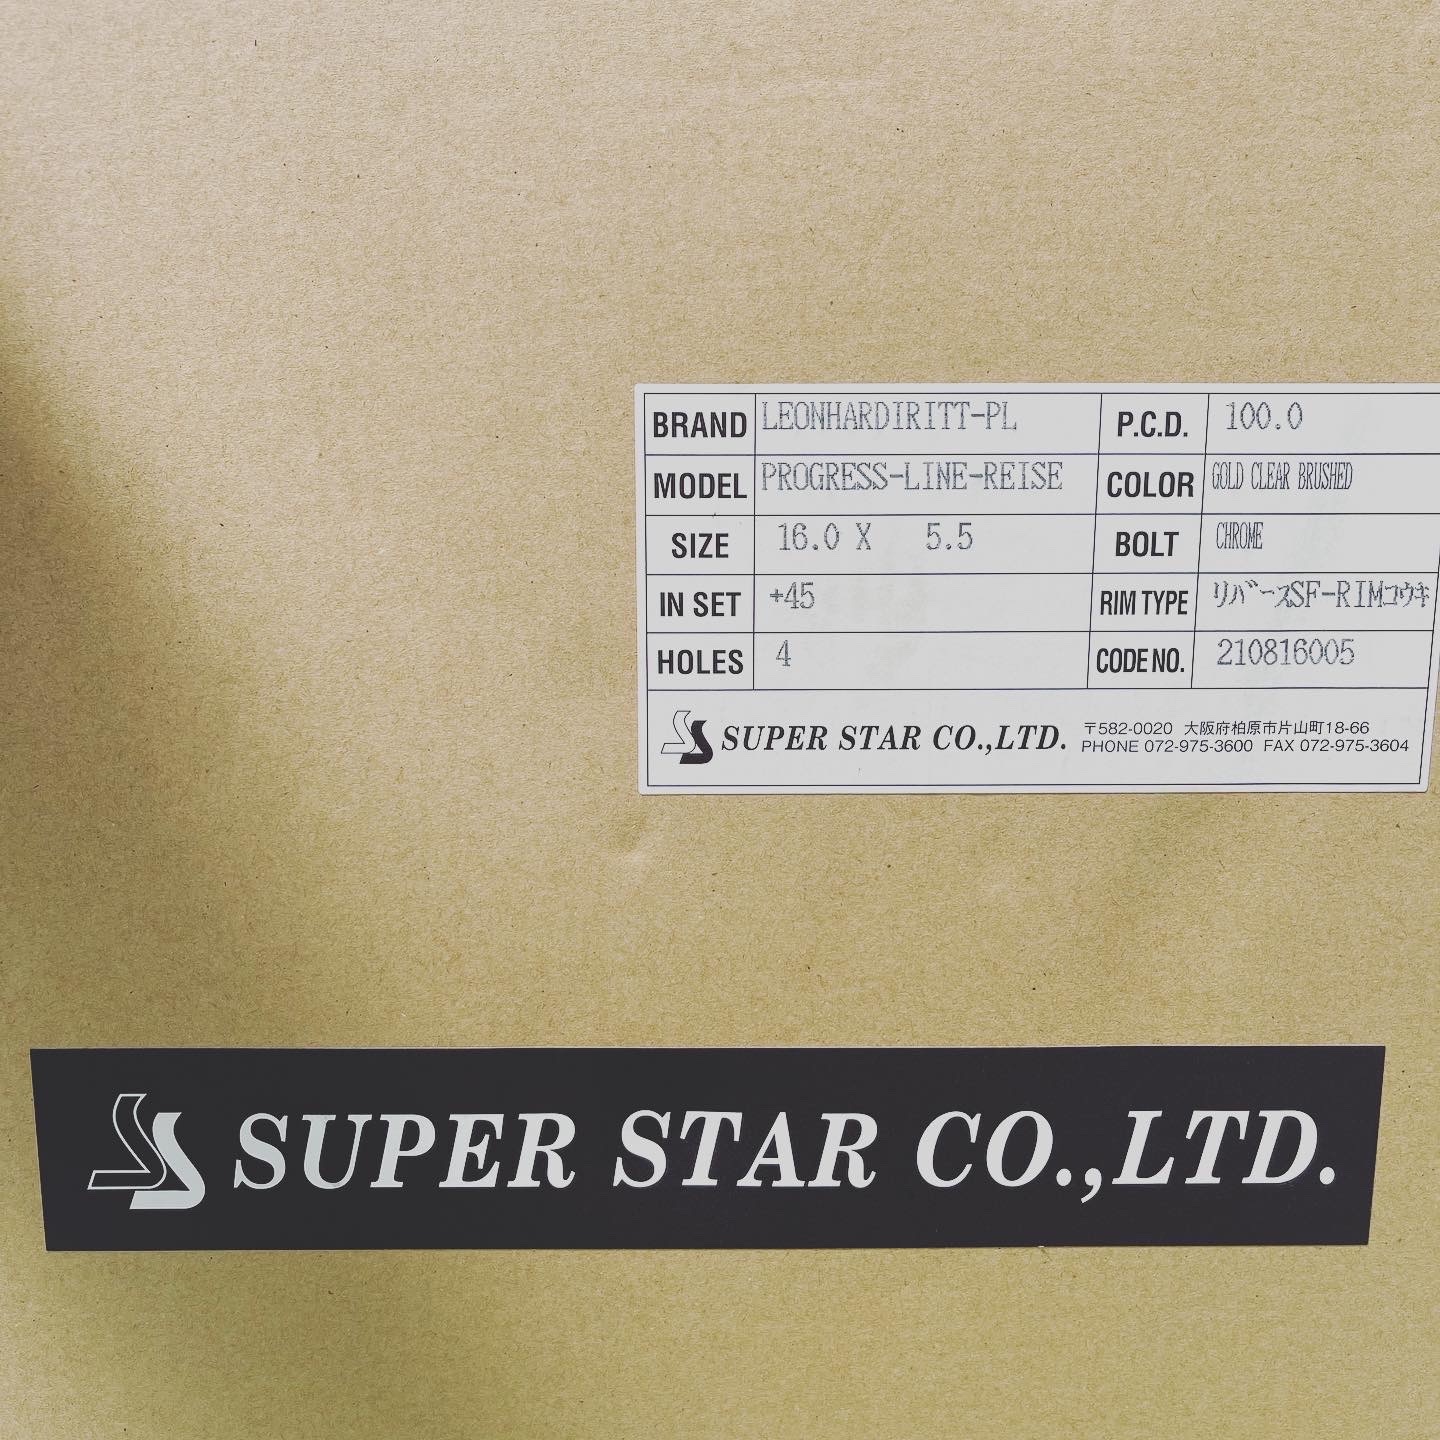 BRAND LEONHARDIRITT-PL P.C.D. 100.0
MODEL PROGRESS-LINE-REISE COLOR GOLD CLEAR BRUSHED
SIZE 16.0 X 5.5 BOLT CHROME
IN SET +45 RIM TYPE リバースSF-RIMコウキ
HOLES 4 CODE NO. 210816005
SUPER STAR CO.,LTD. 〒582-0020 大阪府柏原市片山町18-66
PHONE 072-975-3600 FAX 072-975-3604
SUPER STAR CO.,LTD.